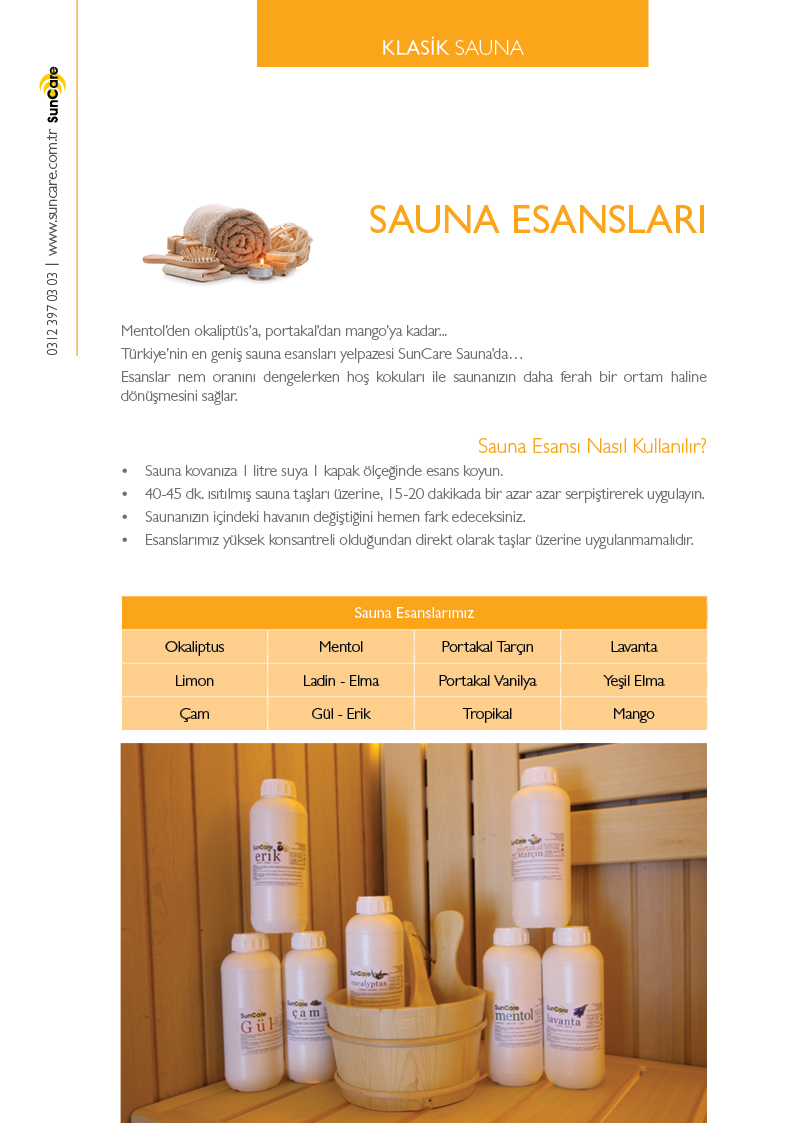 KLASİK SAUNA
0312 397 03 03 | www.suncare.com.tr SunCare
SAUNA ESANSLARI
Mentol’den okaliptüs’a, portakal’dan mango’ya kadar...
Türkiye’nin en geniş sauna esansları yelpazesi SunCare Sauna’da…
Esanslar nem oranını dengelerken hoş kokuları ile saunanızın daha ferah bir ortam haline
dönüşmesini sağlar.
Sauna Esansı Nasıl Kullanılır?
• Sauna kovanıza 1 litre suya 1 kapak ölçeğinde esans koyun.
• 40-45 dk. ısıtılmış sauna taşları üzerine, 15-20 dakikada bir azar azar serpiştirerek uygulayın.
• Saunanızın içindeki havanın değiştiğini hemen fark edeceksiniz.
• Esanslarımız yüksek konsantreli olduğundan direkt olarak taşlar üzerine uygulanmamalıdır.
Sauna Esanslarımız
Okaliptus Mentol Portakal Tarçın Lavanta
Limon Ladin - Elma Portakal Vanilya Yeşil Elma
Çam Gül - Erik Tropikal Mango
SunCare
erik
SunCare
portakal
tarçın
SunCare
eucalyptus
SunCare
Gül
SunCare
çam
SunCare
mentol
SunCare
lavanta